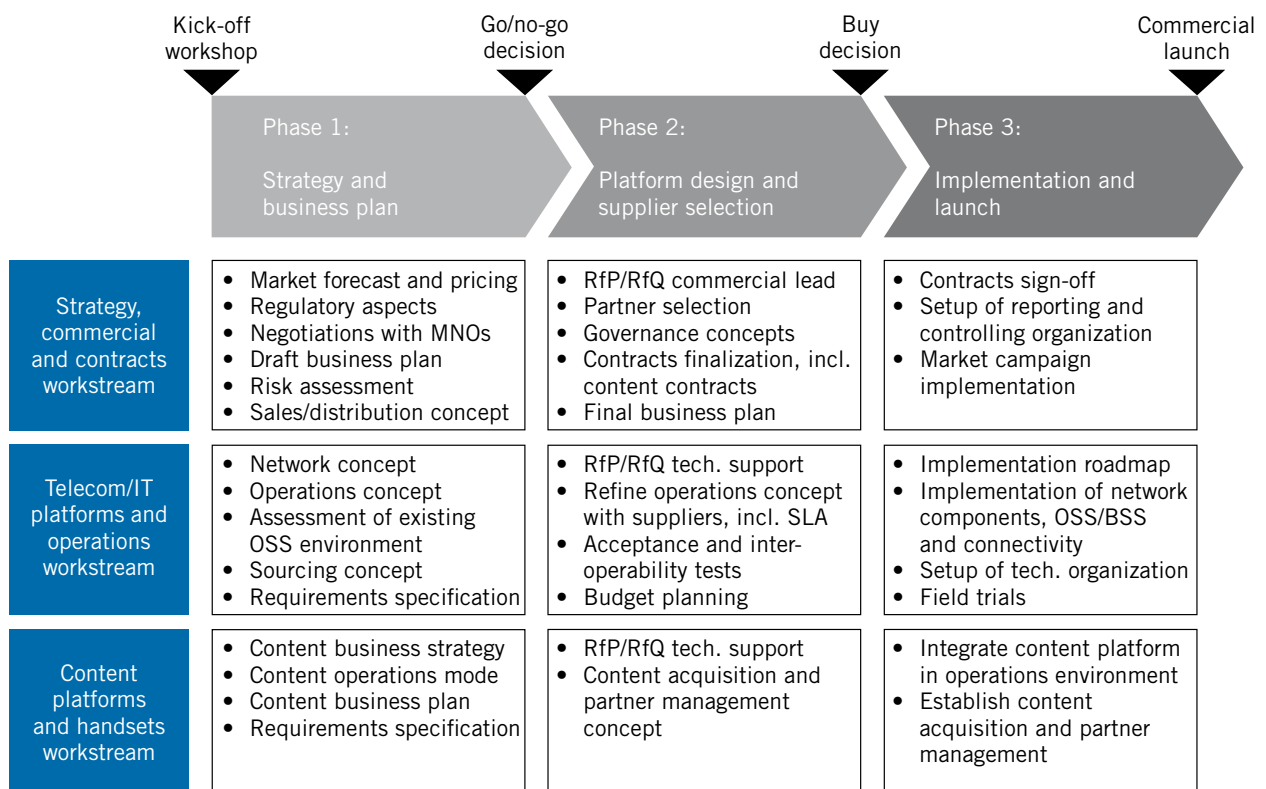 Kick-off
workshop
Go/no-go
decision
Buy
decision
Commercial
launch
Phase 1:
Strategy and
business plan
Phase 2:
Platform design and
supplier selection
Phase 3:
Implementation and
launch
Strategy,
commercial
and contracts
workstream
• Market forecast and pricing
• Regulatory aspects
• Negotiations with MNOs
• Draft business plan
• Risk assessment
• Sales/distribution concept
• RfP/RfQ commercial lead
• Partner selection
• Governance concepts
• Contracts finalization, incl.
content contracts
• Final business plan
• Contracts sign-off
• Setup of reporting and
controlling organization
• Market campaign
implementation
Telecom/IT
platforms and
operations
workstream
• Network concept
• Operations concept
• Assessment of existing
OSS environment
• Sourcing concept
• Requirements specification
• RfP/RfQ tech. support
• Refine operations concept
with suppliers, incl. SLA
• Acceptance and inter-
operability tests
• Budget planning
• Implementation roadmap
• Implementation of network
components, OSS/BSS
and connectivity
• Setup of tech. organization
• Field trials
Content
platforms
and handsets
workstream
• Content business strategy
• Content operations mode
• Content business plan
• Requirements specification
• RfP/RfQ tech. support
• Content acquisition and
partner management
concept
• Integrate content platform
in operations environment
• Establish content
acquisition and partner
management